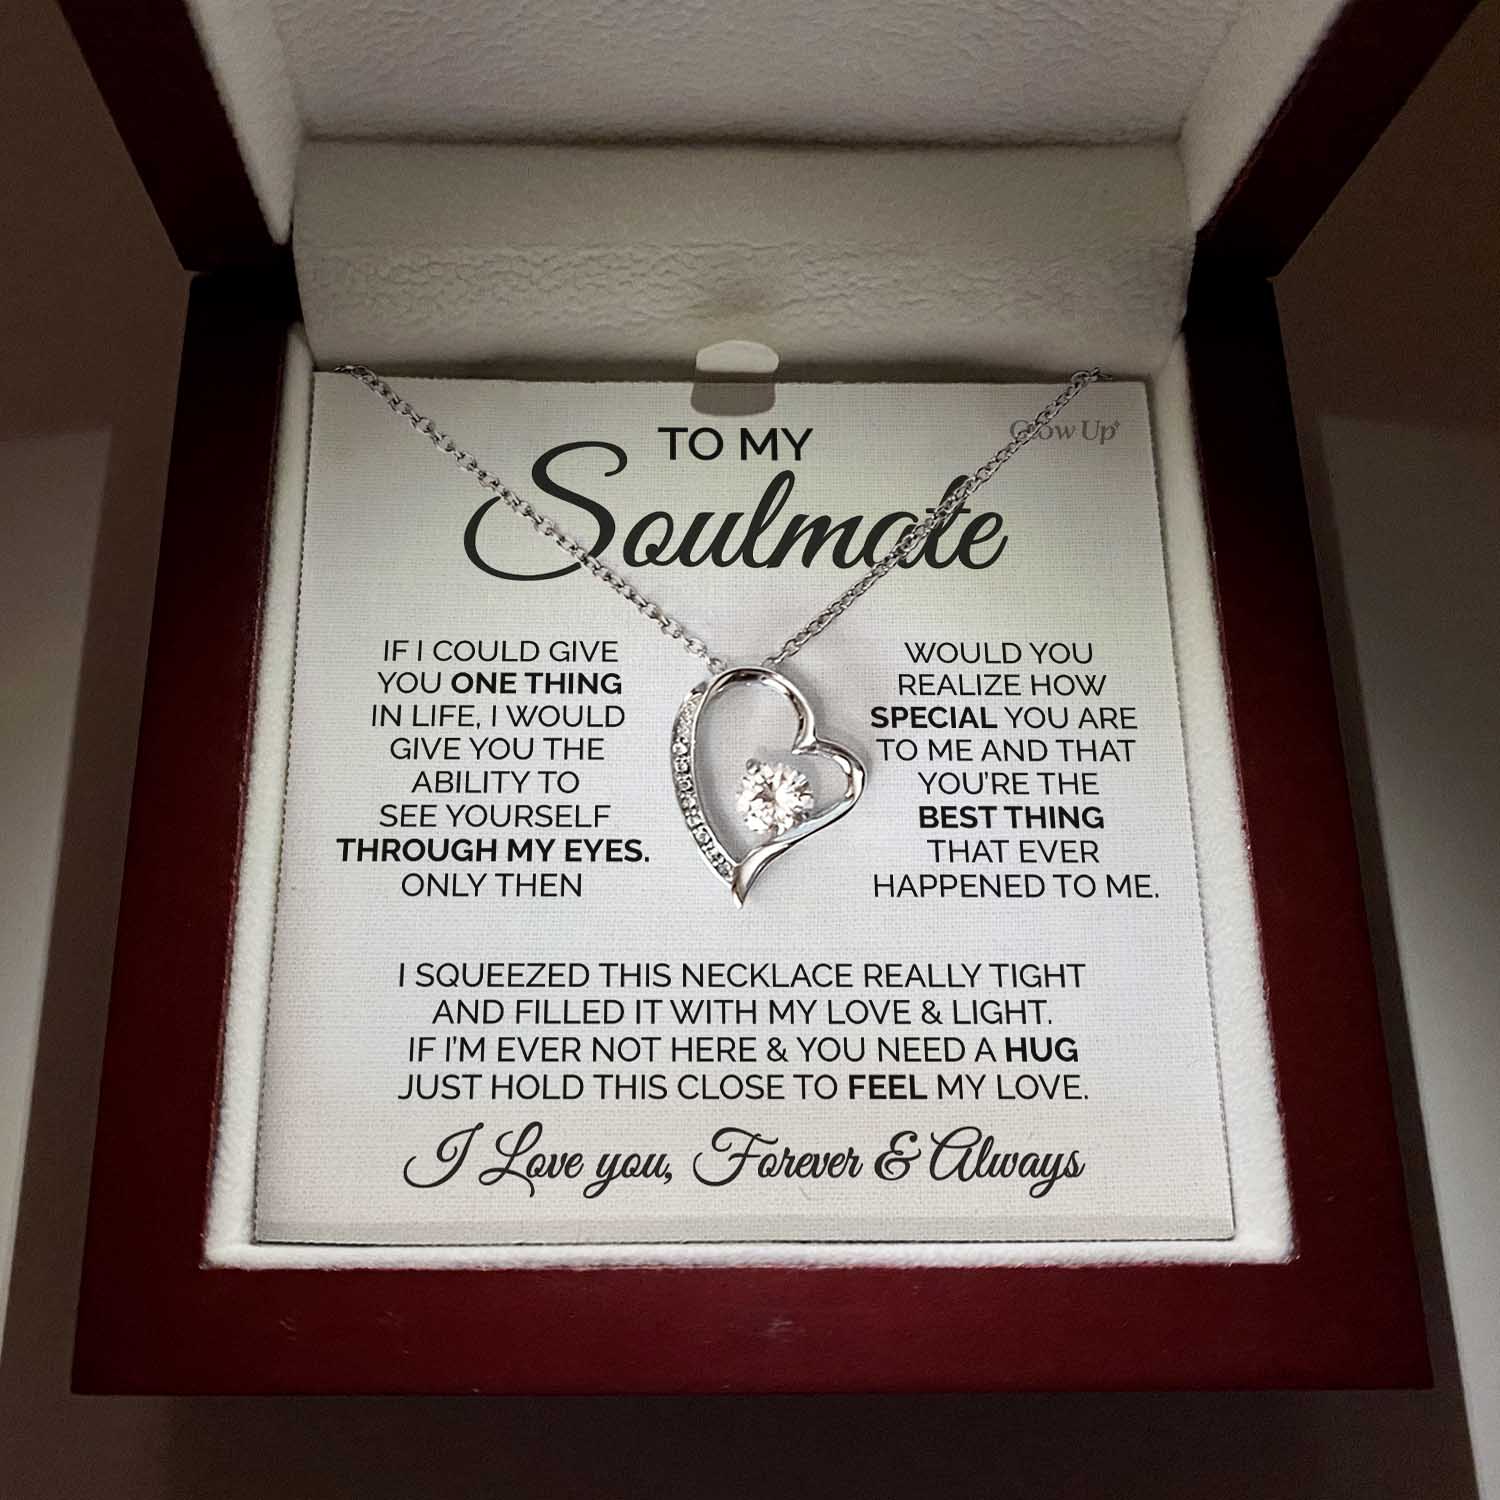 TO MY
Glow Up
Soulmate
IF I COULD GIVE
YOU ONE THING
IN LIFE, I WOULD
GIVE YOU THE
ABILITY TO
SEE YOURSELF
THROUGH MY EYES.
ONLY THEN
WOULD YOU
REALIZE HOW
SPECIAL YOU ARE
TO ME AND THAT
YOU'RE THE
BEST THING
THAT EVER
HAPPENED TO ME.
I SQUEEZED THIS NECKLACE REALLY TIGHT
AND FILLED IT WITH MY LOVE & LIGHT.
IF I'M EVER NOT HERE & YOU NEED A HUG
JUST HOLD THIS CLOSE TO FEEL MY LOVE.
I Love you, Forever & Always